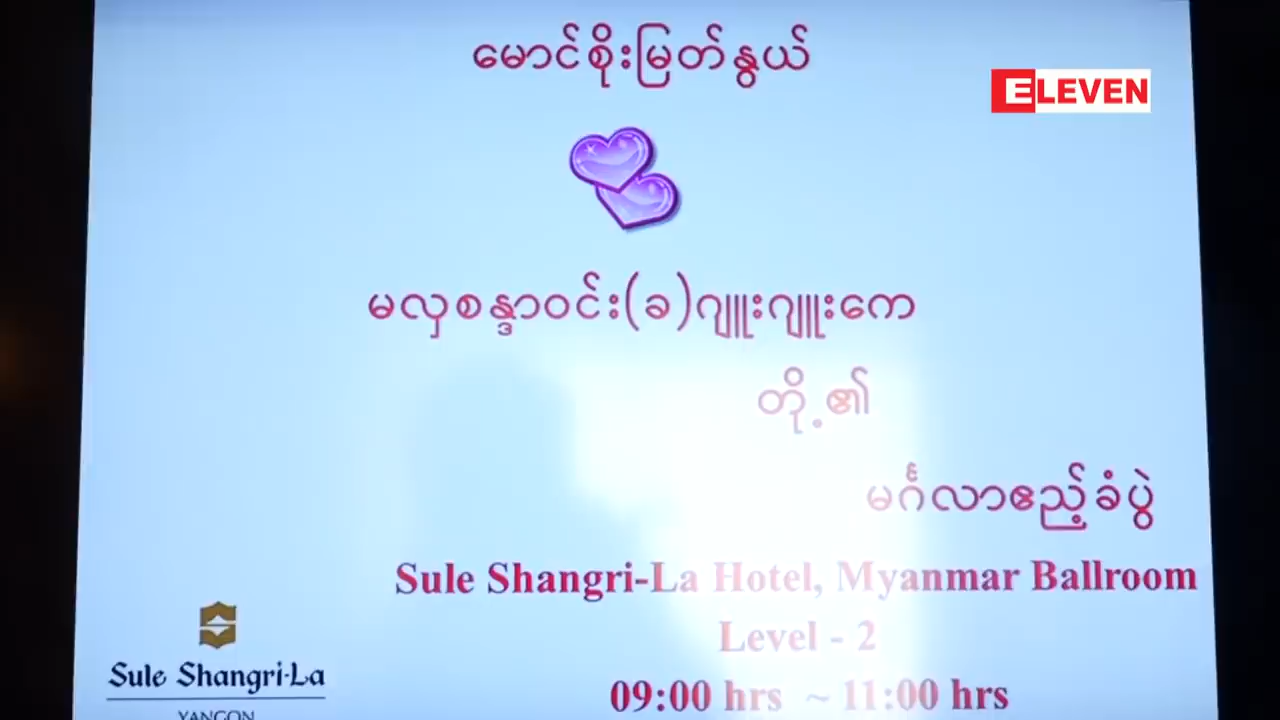 မောင်စိုးမြတ်နွယ်
ELEVEN
မလှစန္ဒာဝင်း(ခ)ဂျူးဂျူးကေ
တို့၏
မင်္ဂလာဧည့်ခံပွဲ
Sule Shangri-La Hotel, Myanmar Ballroom
Level - 2
09:00 hrs ~ 11:00 hrs
Sule Shangri-La
YANGON